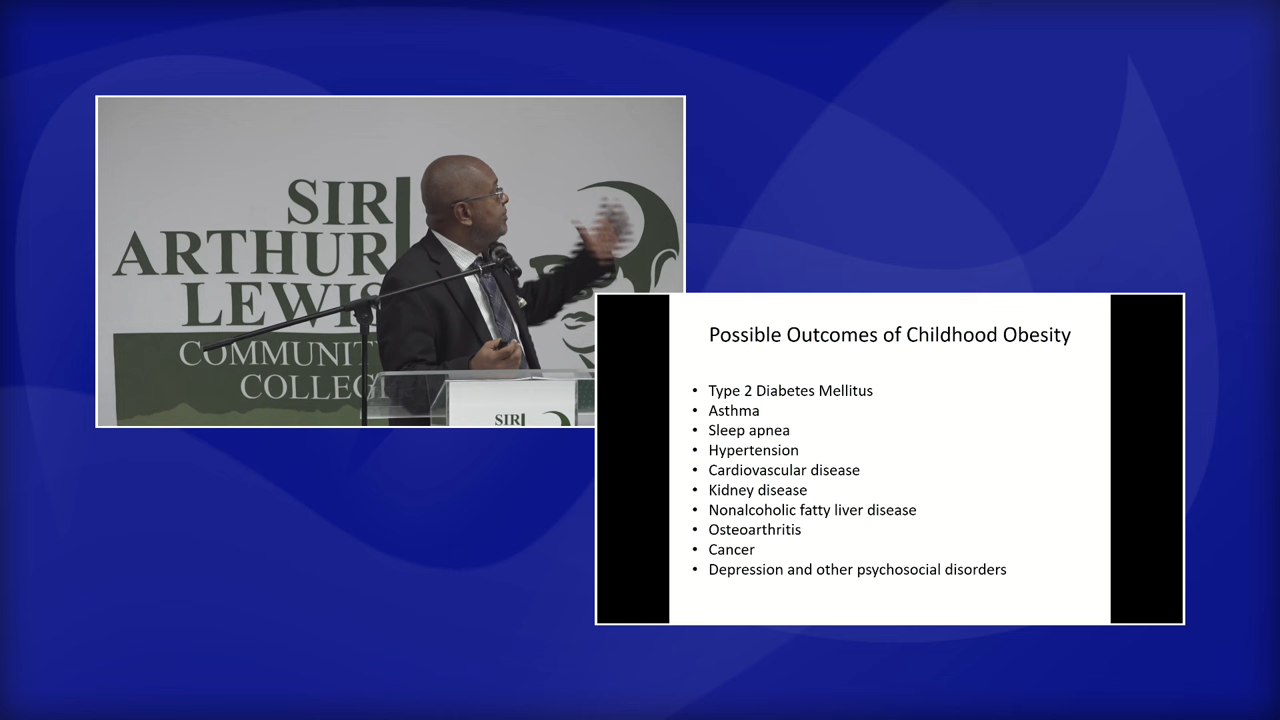 SIR
ARTHUR
LEWIS
COMMUNIT
COLLEG
SIR
Possible Outcomes of Childhood Obesity
• Type 2 Diabetes Mellitus
• Asthma
• Sleep apnea
• Hypertension
• Cardiovascular disease
• Kidney disease
• Nonalcoholic fatty liver disease
• Osteoarthritis
• Cancer
• Depression and other psychosocial disorders